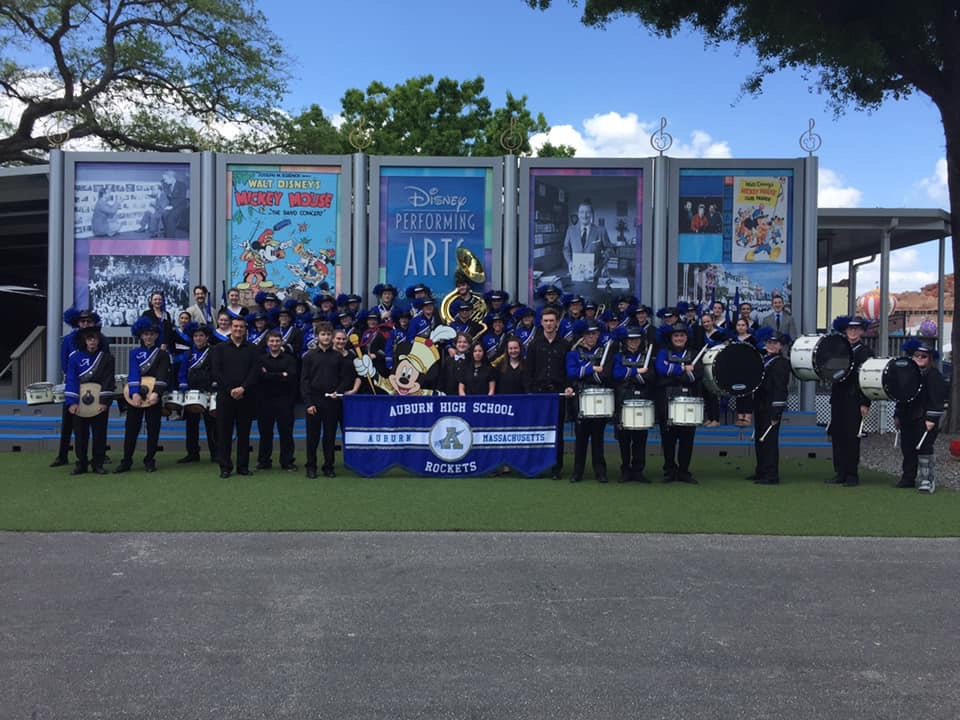 WALT DISNEY'S
MICKEY MOUSE
THE BAND CONCERT
DISNEY
PERFORMING
ARTS
AUBURN HIGH SCHOOL
AUBURN
A
MASSACHUSETTS
ROCKETS